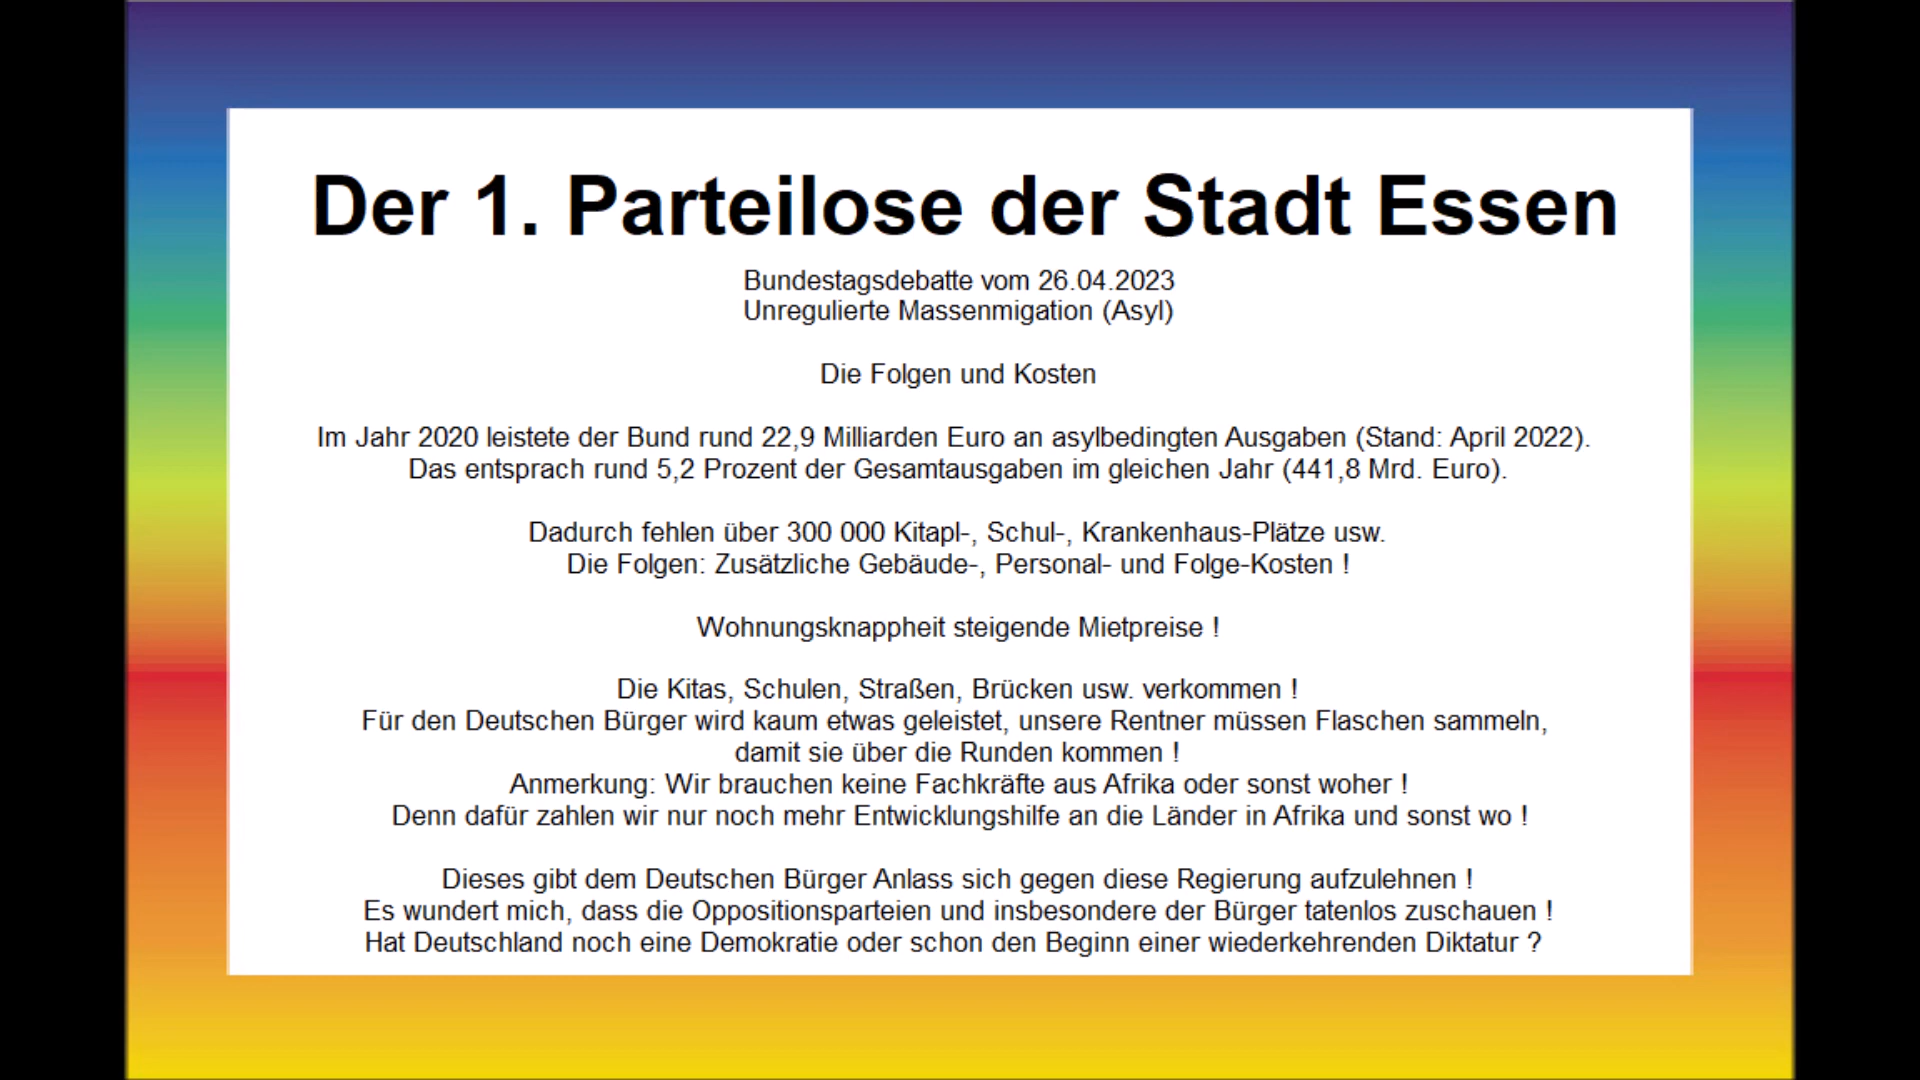 Der 1. Parteilose der Stadt Essen
Bundestagsdebatte vom 26.04.2023
Unregulierte Massenmigation (Asyl)
Die Folgen und Kosten
Im Jahr 2020 leistete der Bund rund 22,9 Milliarden Euro an asylbedingten Ausgaben (Stand: April 2022).
Das entsprach rund 5,2 Prozent der Gesamtausgaben im gleichen Jahr (441,8 Mrd. Euro).
Dadurch fehlen über 300 000 Kitapl-, Schul-, Krankenhaus-Plätze usw.
Die Folgen: Zusätzliche Gebäude-, Personal- und Folge-Kosten !
Wohnungsknappheit steigende Mietpreise !
Die Kitas, Schulen, Straßen, Brücken usw. verkommen !
Für den Deutschen Bürger wird kaum etwas geleistet, unsere Rentner müssen Flaschen sammeln,
damit sie über die Runden kommen !
Anmerkung: Wir brauchen keine Fachkräfte aus Afrika oder sonst woher !
Denn dafür zahlen wir nur noch mehr Entwicklungshilfe an die Länder in Afrika und sonst wo !
Dieses gibt dem Deutschen Bürger Anlass sich gegen diese Regierung aufzulehnen !
Es wundert mich, dass die Oppositionsparteien und insbesondere der Bürger tatenlos zuschauen !
Hat Deutschland noch eine Demokratie oder schon den Beginn einer wiederkehrenden Diktatur ?